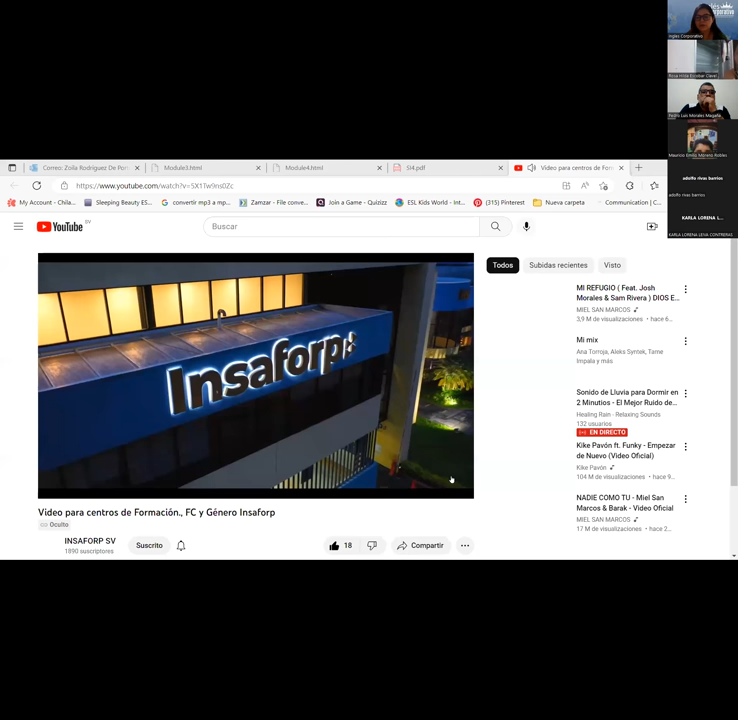 Ingles Corporativo
Rosa Hilda Escobar Claver
Pedro Luis Morales Magaña
Mauricio Emilio Moreno Robles
adolfo rivas barrios
adolfo rivas barrios
KARLA LORENA L...
KARLA LORENA LEIVA CONTRERAS
Correo: Zoila Rodriguez De Por
Module3.html
Module4.html
SI4.pdf
Video para centros de Form
https://www.youtube.com/watch?v=5X1Tw9ns0Zc
My Account - Chila...
Sleeping Beauty ES...
convert mp3 a mp...
Zamzar - File conve...
Join a Game - Quizizz
ESL Kids World - Int...
(315) Pinterest
Nueva carpeta
Communication | C...
YouTube SV
Buscar
Insaforp
Todos
Subidas recientes
Visto
MI REFUGIO ( Feat. Josh
Morales & Sam Rivera ) DIOS E...
MIEL SAN MARCOS
3,9 M de visualizaciones • hace 6...
Mi mix
Ana Torroja, Aleks Syntek, Tame
Impala y más
Sonido de Lluvia para Dormir en
2 Minutios - El Mejor Ruido de...
Healing Rain - Relaxing Sounds
132 usuarios
EN DIRECTO
Kike Pavón ft. Funky - Empezar
de Nuevo (Video Oficial)
Kike Pavón
104 M de visualizaciones • hace 9...
NADIE COMO TU - Miel San
Marcos & Barak - Video Oficial
MIEL SAN MARCOS
17 M de visualizaciones • hace 2...
Video para centros de Formación., FC y Género Insaforp
Oculto
INSAFORP SV
1890 suscriptores
Suscrito
18
Compartir